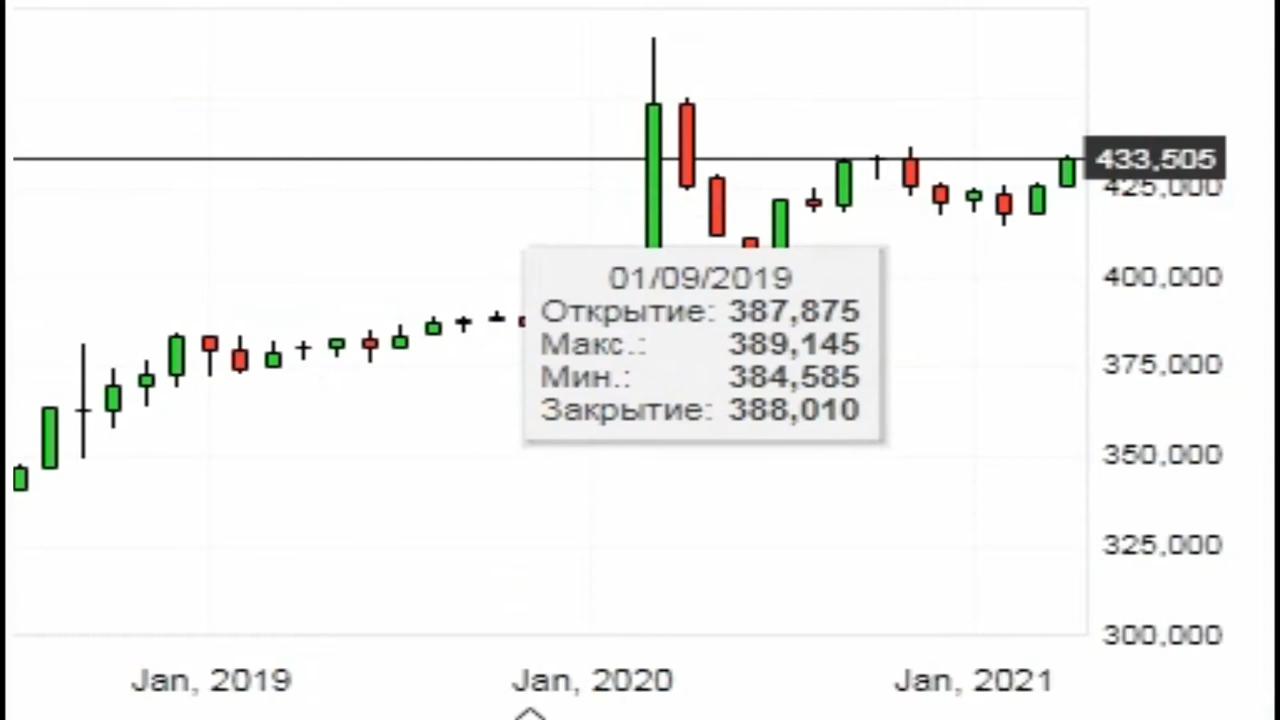 433,505
425,000
01/09/2019
400,000
Открытие: 387,875
Макс.: 389,145
375,000
Мин.: 384,585
Закрытие: 388,010
350,000
325,000
300,000
Jan, 2019 Jan, 2020 Jan, 2021